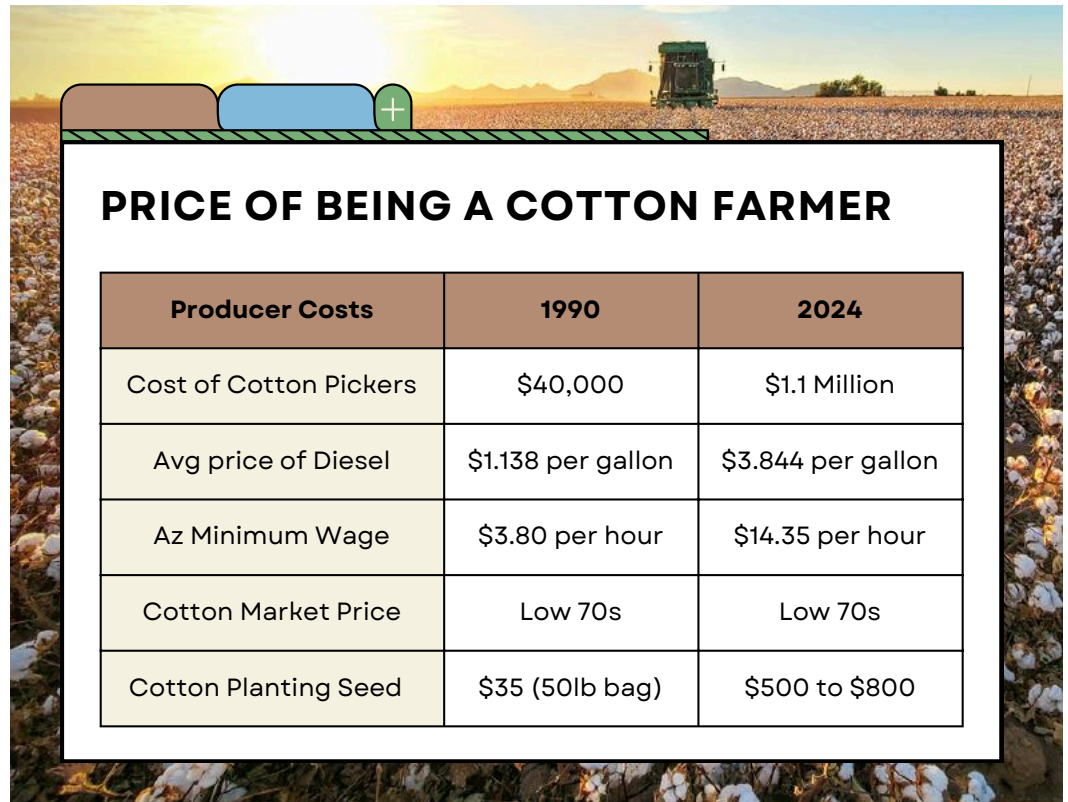 PRICE OF BEING A COTTON FARMER
Producer Costs 1990 2024
Cost of Cotton Pickers $40,000 $1.1 Million
Avg price of Diesel $1.138 per gallon $3.844 per gallon
Az Minimum Wage $3.80 per hour $14.35 per hour
Cotton Market Price Low 70s Low 70s
Cotton Planting Seed $35 (50lb bag) $500 to $800